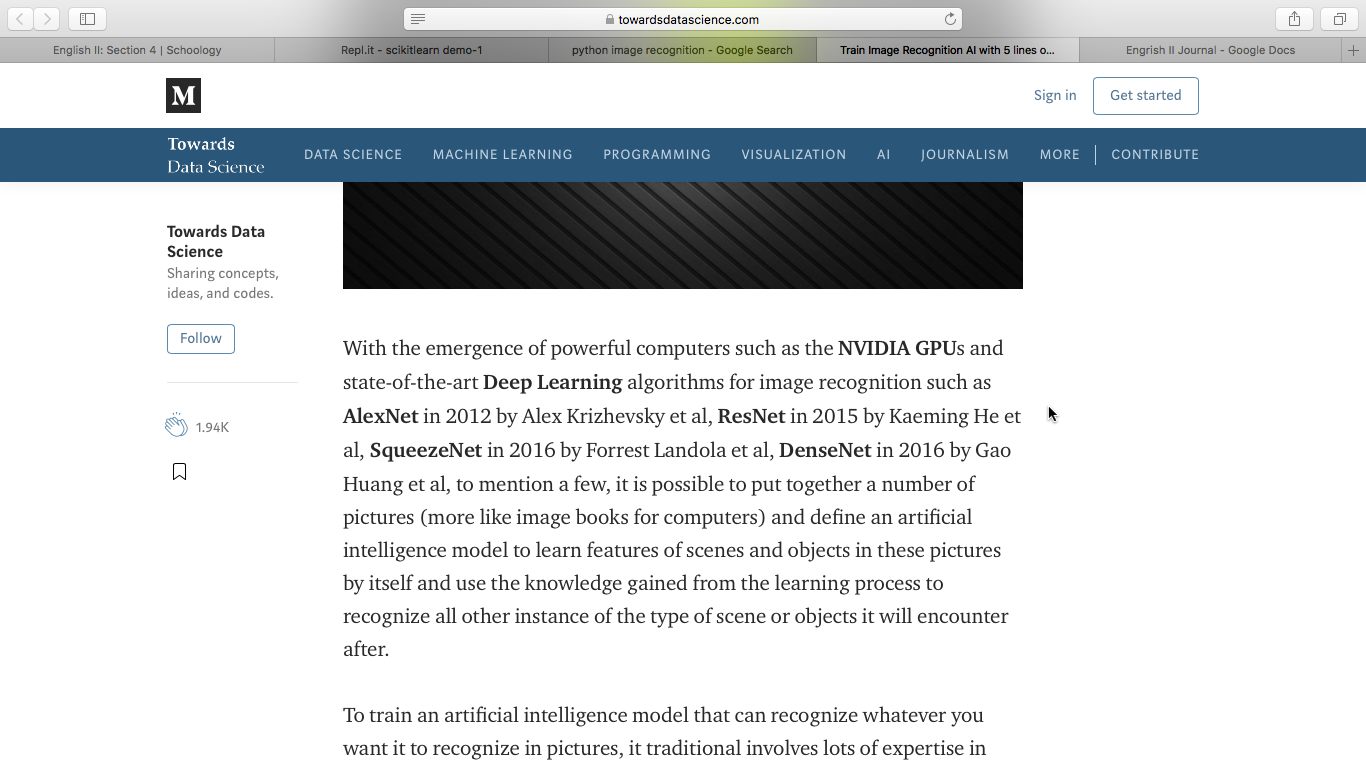 towardsdatascience.com
English II: Section 4 | Schoology
Repl.it - scikitlearn demo-1
python image recognition - Google Search
Train Image Recognition AI with 5 lines o...
Engrish II Journal - Google Docs
M
Sign in
Get started
Towards
Data Science
DATA SCIENCE
MACHINE LEARNING
PROGRAMMING
VISUALIZATION
AI
JOURNALISM
MORE
CONTRIBUTE
Towards Data
Science
Sharing concepts,
ideas, and codes.
Follow
1.94K
With the emergence of powerful computers such as the NVIDIA GPUs and
state-of-the-art Deep Learning algorithms for image recognition such as
AlexNet in 2012 by Alex Krizhevsky et al, ResNet in 2015 by Kaeming He et
al, SqueezeNet in 2016 by Forrest Landola et al, DenseNet in 2016 by Gao
Huang et al, to mention a few, it is possible to put together a number of
pictures (more like image books for computers) and define an artificial
intelligence model to learn features of scenes and objects in these pictures
by itself and use the knowledge gained from the learning process to
recognize all other instance of the type of scene or objects it will encounter
after.
To train an artificial intelligence model that can recognize whatever you
want it to recognize in pictures, it traditional involves lots of expertise in